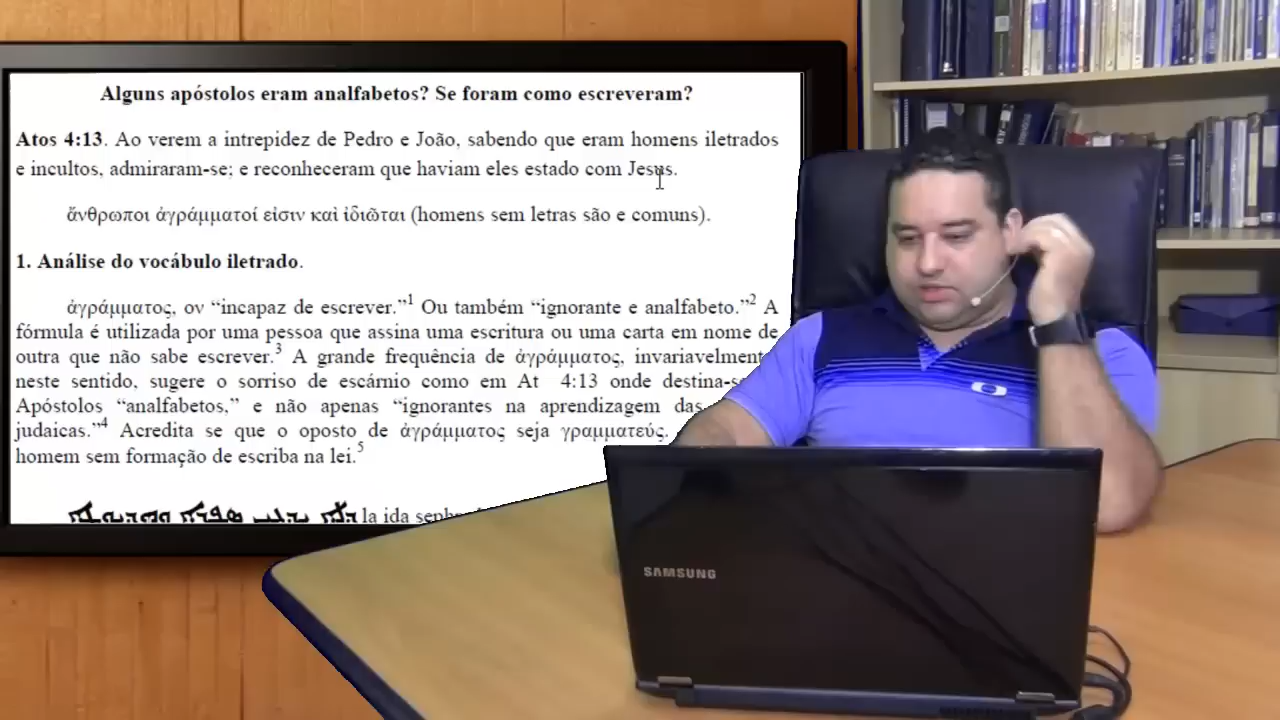 Alguns apóstolos eram analfabetos? Se foram como escreveram?
Atos 4:13. Ao verem a intrepidez de Pedro e João, sabendo que eram homens iletrados
e incultos, admiraram-se; e reconheceram que haviam eles estado com Jesus.
ἄνθρωποι ἀγράμματοί εἰσιν καὶ ἰδιῶται (homens sem letras são e comuns).
1. Análise do vocábulo iletrado.
ἀγράμματος, ον “incapaz de escrever.”1 Ou também “ignorante e analfabeto.”2 A
fórmula é utilizada por uma pessoa que assina uma escritura ou uma carta em nome de
outra que não sabe escrever.3 A grande frequência de ἀγράμματος, invariavelment
neste sentido, sugere o sorriso de escárnio como em At 4:13 onde destina-s
Apóstolos “analfabetos,” e não apenas “ignorantes na aprendizagem das
judaicas.”4 Acredita se que o oposto de ἀγράμματος seja γραμματεύς.
homem sem formação de escriba na lei.5
la ida
SAMSUNG